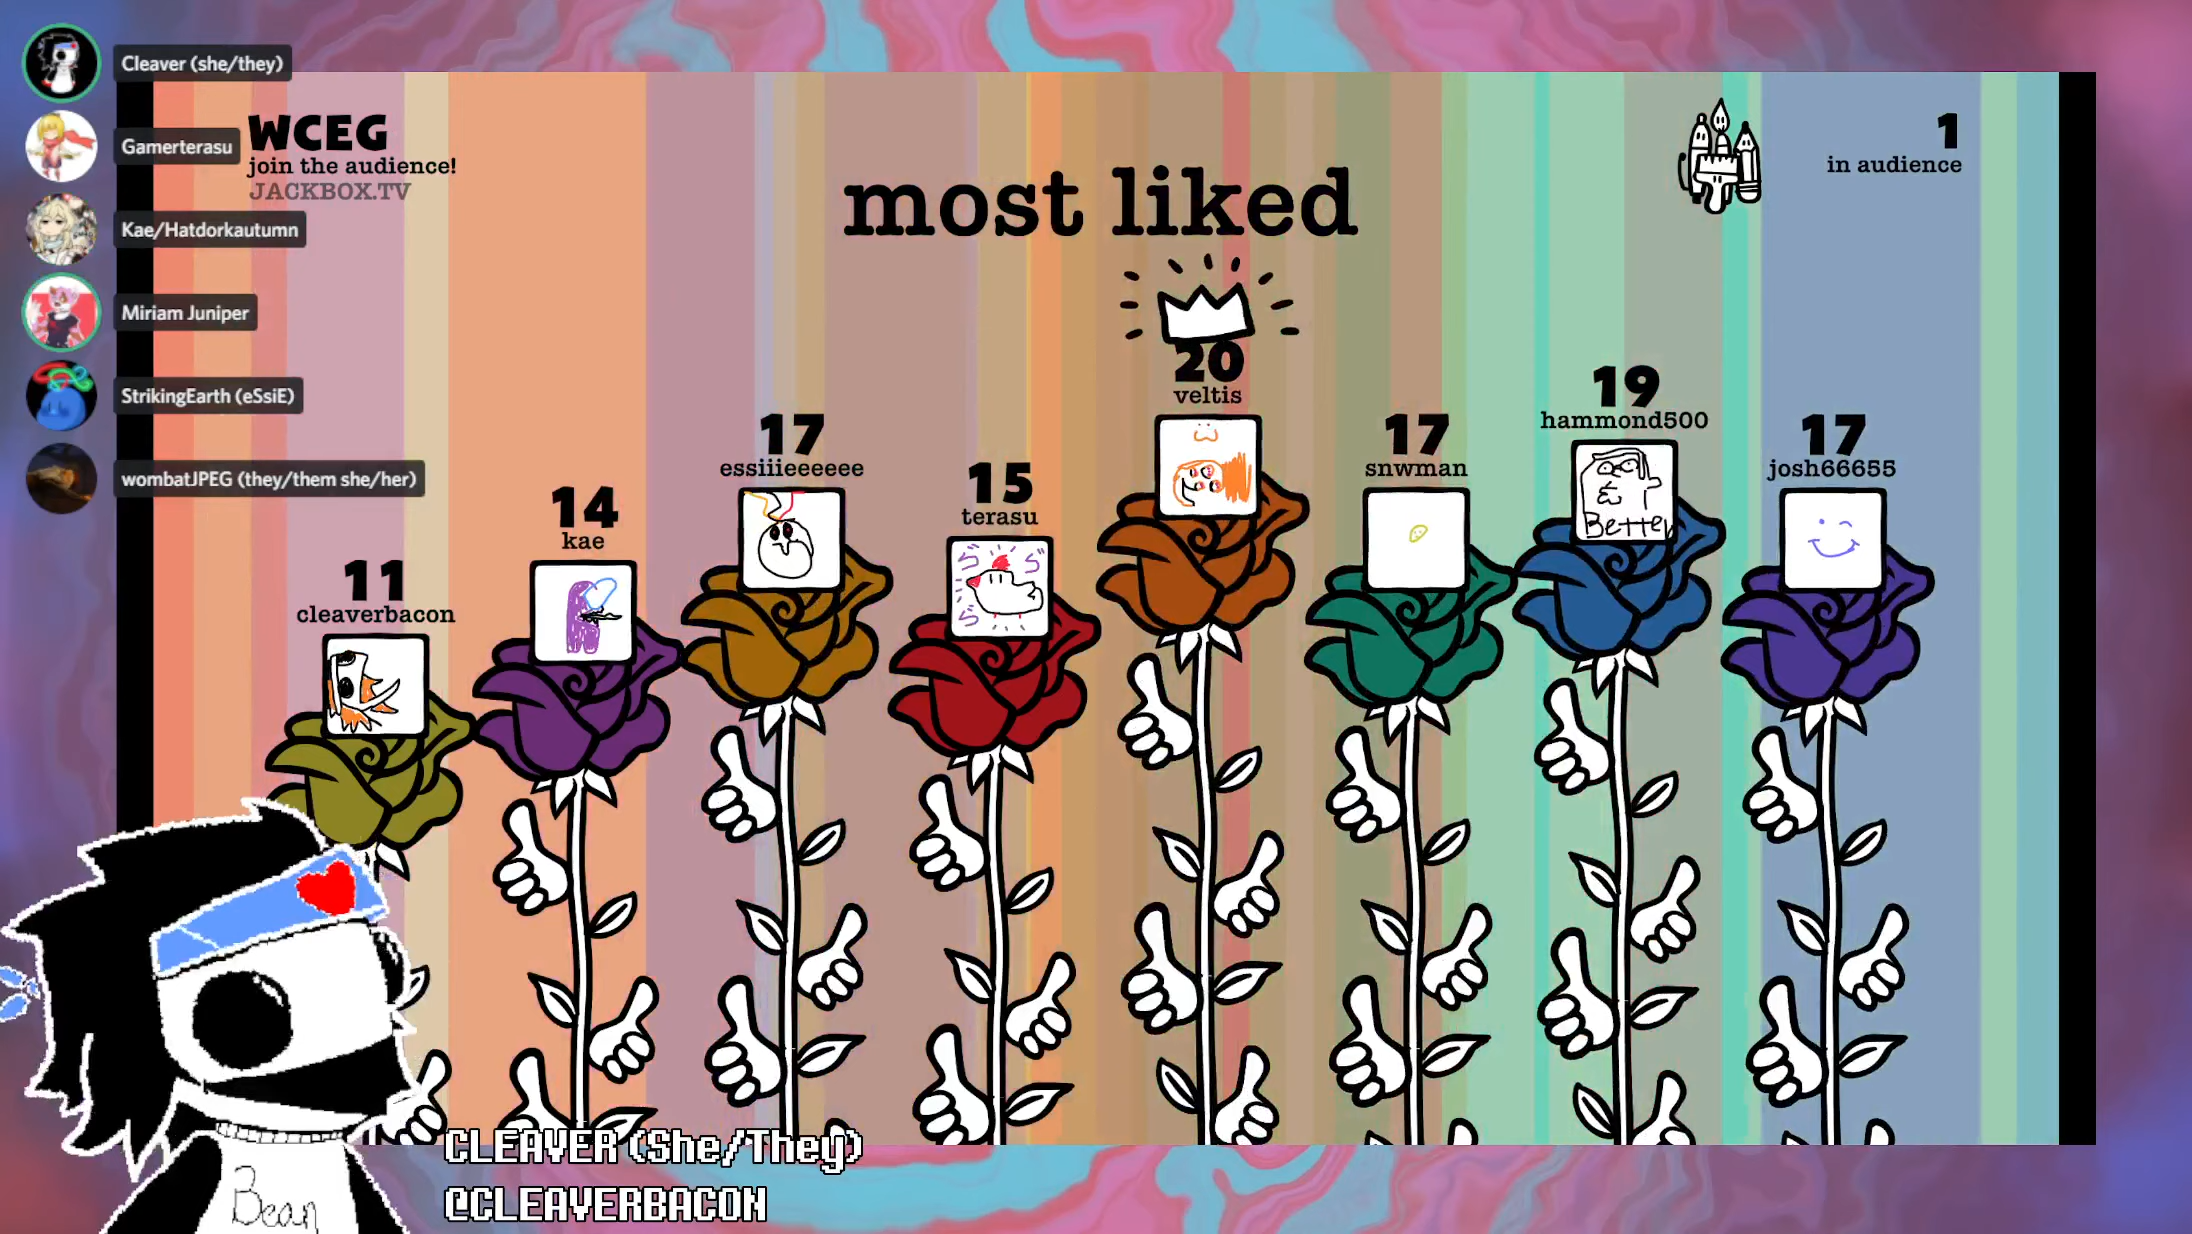 Cleaver (she/they)
Gamerterasu
Kae/Hatdorkautumn
Miriam Juniper
StrikingEarth (eSsiE)
wombatJPEG (they/them she/her)
WCEG
join the audience!
JACKBOX.TV
1
in audience
most liked
11
cleaverbacon
14
kae
17
essiiieeeeee
15
terasu
20
veltis
17
snwman
19
hammond500
Better
17
josh66655
Bean
CLEAVER (She/They)
@CLEAVERBACON